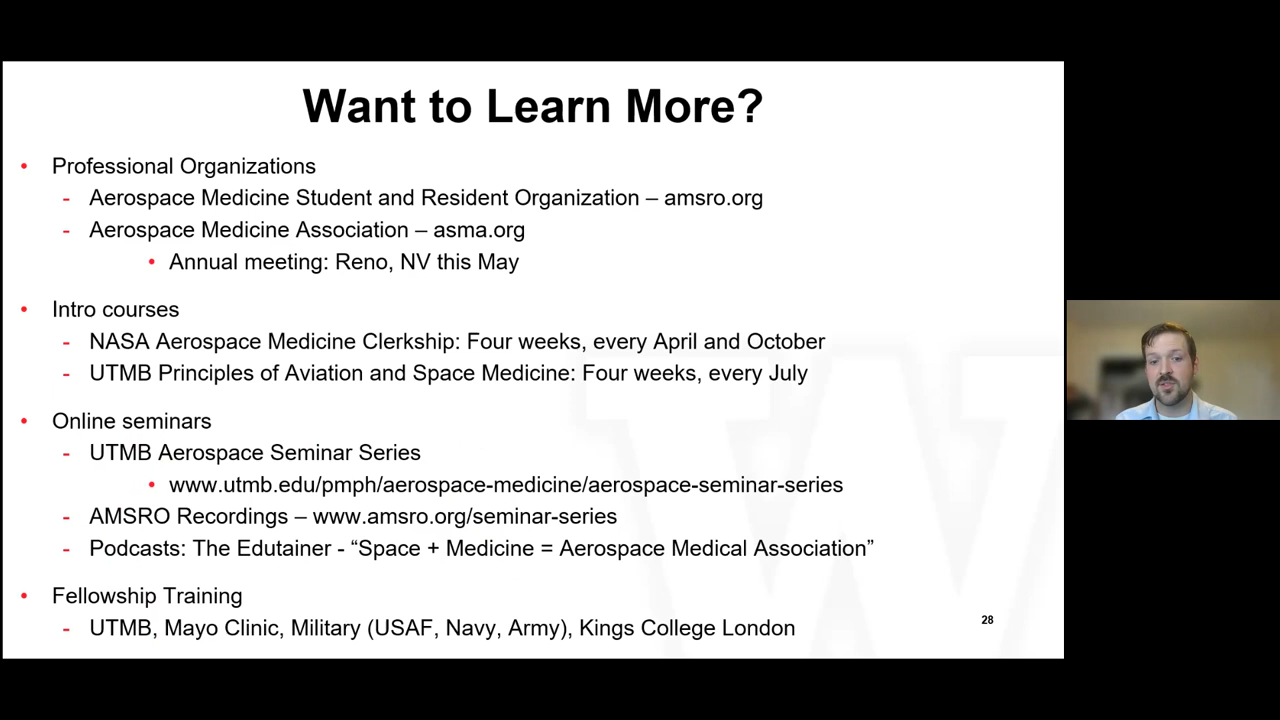 Want to Learn More?
• Professional Organizations
- Aerospace Medicine Student and Resident Organization – amsro.org
- Aerospace Medicine Association – asma.org
• Annual meeting: Reno, NV this May
• Intro courses
- NASA Aerospace Medicine Clerkship: Four weeks, every April and October
- UTMB Principles of Aviation and Space Medicine: Four weeks, every July
• Online seminars
- UTMB Aerospace Seminar Series
• www.utmb.edu/pmph/aerospace-medicine/aerospace-seminar-series
- AMSRO Recordings – www.amsro.org/seminar-series
- Podcasts: The Edutainer - “Space + Medicine = Aerospace Medical Association”
• Fellowship Training
- UTMB, Mayo Clinic, Military (USAF, Navy, Army), Kings College London
28